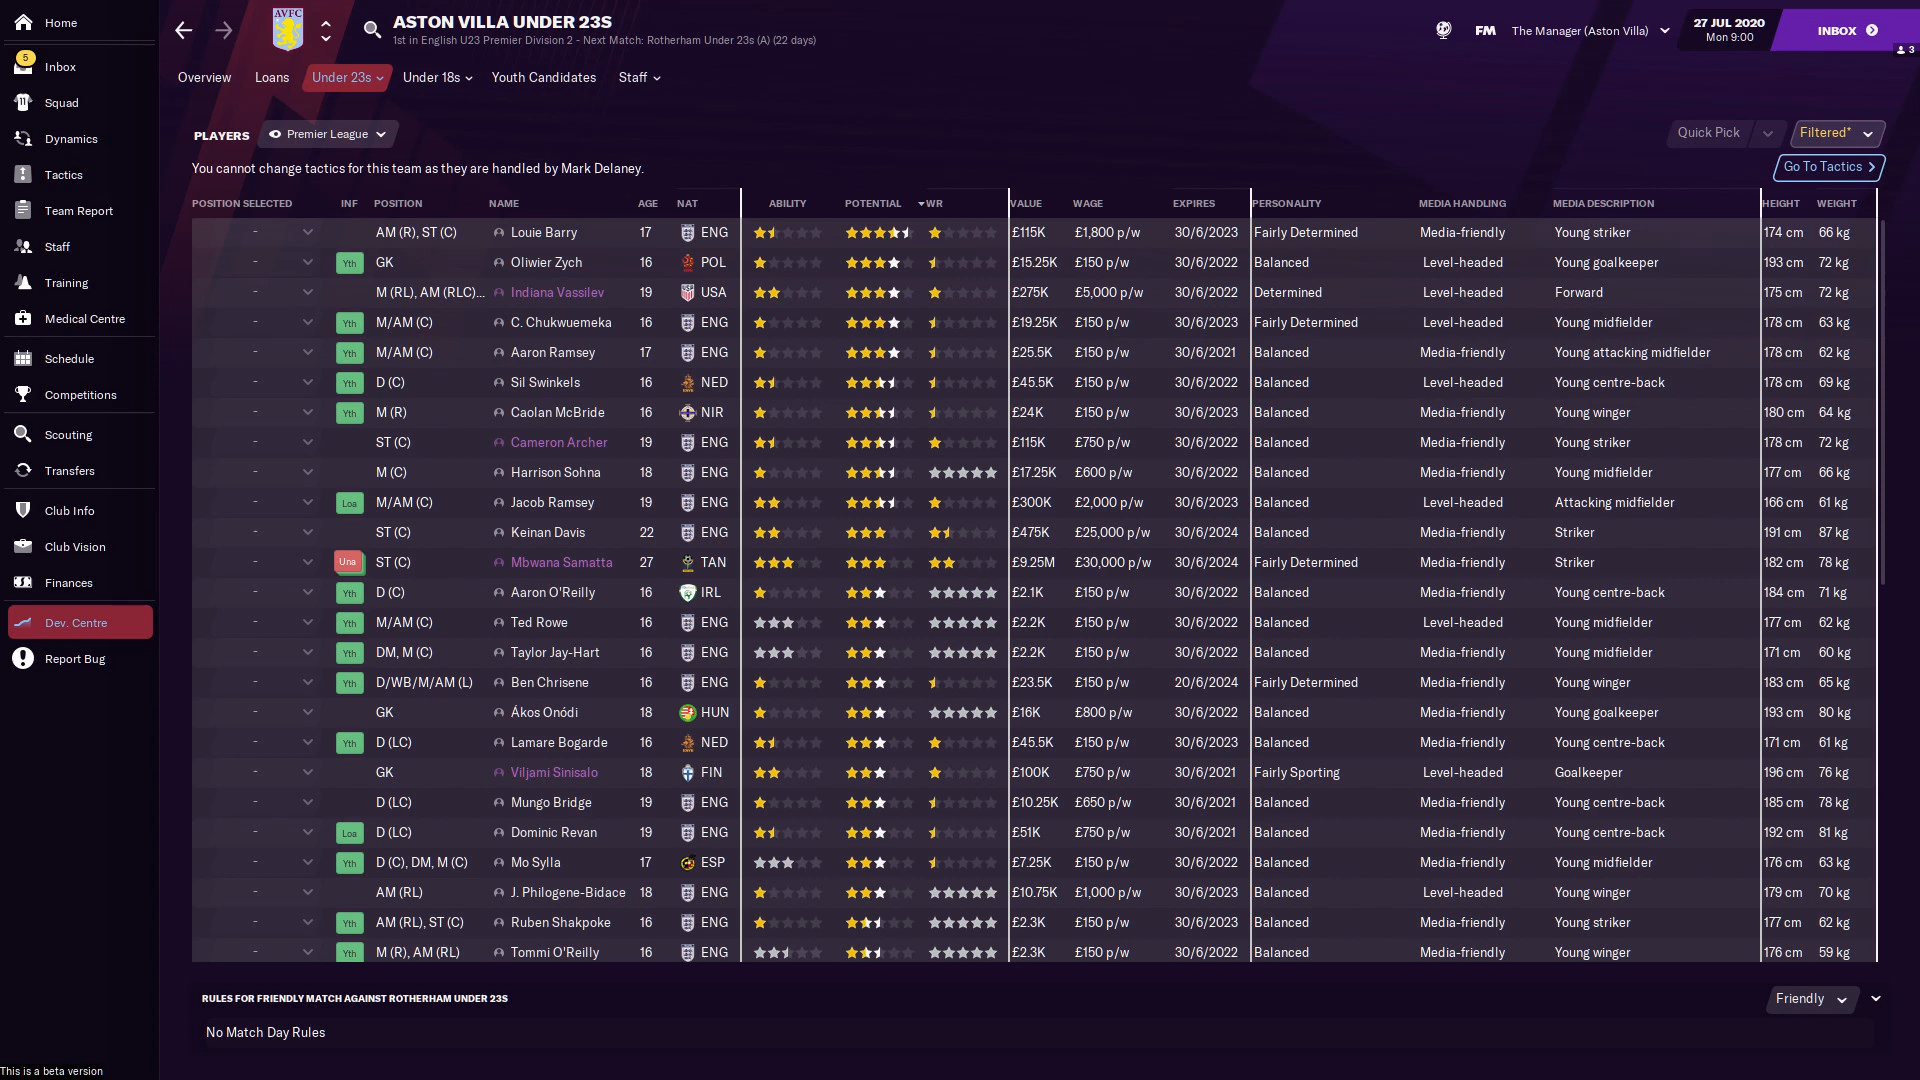 Home
5
Inbox
Squad
Dynamics
Tactics
Team Report
Staff
Training
Medical Centre
Schedule
Competitions
Scouting
Transfers
Club Info
Club Vision
Finances
Dev. Centre
Report Bug
This is a beta version
AVFC
ASTON VILLA UNDER 23S
1st in English U23 Premier Division 2 - Next Match: Rotherham Under 23s (A) (22 days)
FM The Manager (Aston Villa)
27 JUL 2020
Mon 9:00
INBOX
3
Overview Loans Under 23s Under 18s Youth Candidates Staff
PLAYERS Premier League Quick Pick Filtered*
You cannot change tactics for this team as they are handled by Mark Delaney. Go To Tactics
POSITION SELECTED INF POSITION NAME AGE NAT ABILITY POTENTIAL WR VALUE WAGE EXPIRES PERSONALITY MEDIA HANDLING MEDIA DESCRIPTION HEIGHT WEIGHT
- AM (R), ST (C) Louie Barry 17 ENG £115K £1,800 p/w 30/6/2023 Fairly Determined Media-friendly Young striker 174 cm 66 kg
- Yth GK Oliwier Zych 16 POL £15.25K £150 p/w 30/6/2022 Balanced Level-headed Young goalkeeper 193 cm 72 kg
- M (RL), AM (RLC)... Indiana Vassilev 19 USA £275K £5,000 p/w 30/6/2022 Determined Level-headed Forward 175 cm 72 kg
- Yth M/AM (C) C. Chukwuemeka 16 ENG £19.25K £150 p/w 30/6/2023 Fairly Determined Level-headed Young midfielder 178 cm 63 kg
- Yth M/AM (C) Aaron Ramsey 17 ENG £25.5K £150 p/w 30/6/2021 Balanced Media-friendly Young attacking midfielder 178 cm 62 kg
- Yth D (C) Sil Swinkels 16 NED £45.5K £150 p/w 30/6/2022 Balanced Level-headed Young centre-back 178 cm 69 kg
- Yth M (R) Caolan McBride 16 NIR £24K £150 p/w 30/6/2023 Balanced Media-friendly Young winger 180 cm 64 kg
- ST (C) Cameron Archer 19 ENG £115K £750 p/w 30/6/2022 Balanced Media-friendly Young striker 178 cm 72 kg
- M (C) Harrison Sohna 18 ENG £17.25K £600 p/w 30/6/2022 Balanced Media-friendly Young midfielder 177 cm 66 kg
- Loa M/AM (C) Jacob Ramsey 19 ENG £300K £2,000 p/w 30/6/2023 Balanced Level-headed Attacking midfielder 166 cm 61 kg
- ST (C) Keinan Davis 22 ENG £475K £25,000 p/w 30/6/2024 Balanced Media-friendly Striker 191 cm 87 kg
- Una ST (C) Mbwana Samatta 27 TAN £9.25M £30,000 p/w 30/6/2024 Fairly Determined Media-friendly Striker 182 cm 78 kg
- Yth D (C) Aaron O'Reilly 16 IRL £2.1K £150 p/w 30/6/2022 Balanced Media-friendly Young centre-back 184 cm 71 kg
- Yth M/AM (C) Ted Rowe 16 ENG £2.2K £150 p/w 30/6/2022 Balanced Level-headed Young midfielder 177 cm 62 kg
- Yth DM, M (C) Taylor Jay-Hart 16 ENG £2.2K £150 p/w 30/6/2022 Balanced Media-friendly Young midfielder 171 cm 60 kg
- Yth D/WB/M/AM (L) Ben Chrisene 16 ENG £23.5K £150 p/w 20/6/2024 Fairly Determined Media-friendly Young winger 183 cm 65 kg
- GK Ákos Onódi 18 HUN £16K £800 p/w 30/6/2022 Balanced Media-friendly Young goalkeeper 193 cm 80 kg
- Yth D (LC) Lamare Bogarde 16 NED £45.5K £150 p/w 30/6/2023 Balanced Media-friendly Young centre-back 171 cm 61 kg
- GK Viljami Sinisalo 18 FIN £100K £750 p/w 30/6/2021 Fairly Sporting Level-headed Goalkeeper 196 cm 76 kg
- D (LC) Mungo Bridge 19 ENG £10.25K £650 p/w 30/6/2021 Balanced Media-friendly Young centre-back 185 cm 78 kg
- Loa D (LC) Dominic Revan 19 ENG £51K £750 p/w 30/6/2021 Balanced Media-friendly Young centre-back 192 cm 81 kg
- Yth D (C), DM, M (C) Mo Sylla 17 ESP £7.25K £150 p/w 30/6/2022 Balanced Media-friendly Young midfielder 176 cm 63 kg
- AM (RL) J. Philogene-Bidace 18 ENG £10.75K £1,000 p/w 30/6/2023 Balanced Level-headed Young winger 179 cm 70 kg
- Yth AM (RL), ST (C) Ruben Shakpoke 16 ENG £2.3K £150 p/w 30/6/2023 Balanced Media-friendly Young striker 177 cm 62 kg
- Yth M (R), AM (RL) Tommi O'Reilly 16 ENG £2.3K £150 p/w 30/6/2022 Balanced Media-friendly Young winger 176 cm 59 kg
RULES FOR FRIENDLY MATCH AGAINST ROTHERHAM UNDER 23S Friendly
No Match Day Rules